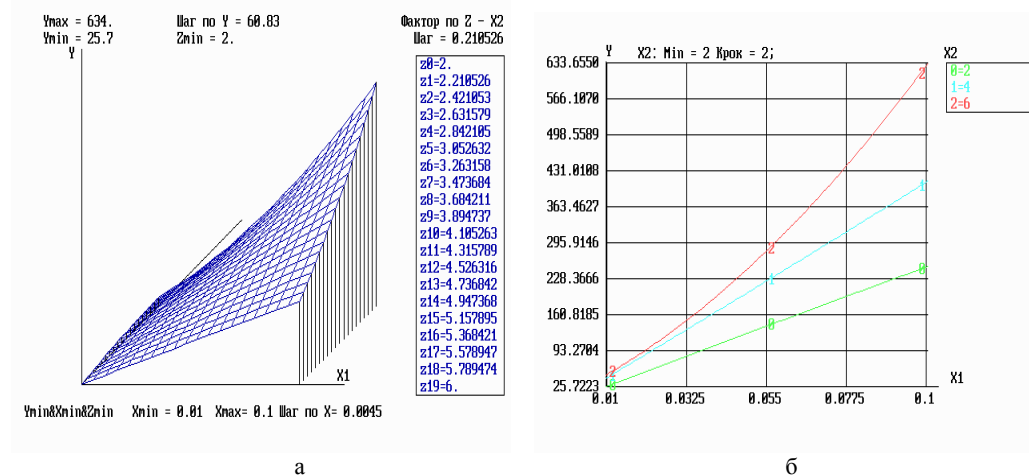 Ymax = 634. Шаг по Y = 60.83 Фактор по Z - X2
Ymin = 25.7 Zmin = 2. Шаг = 0.210526
Y
z0=2.
z1=2.210526
z2=2.421053
z3=2.631579
z4=2.842105
z5=3.052632
z6=3.263158
z7=3.473684
z8=3.684211
z9=3.894737
z10=4.105263
z11=4.315789
z12=4.526316
z13=4.736842
z14=4.947368
z15=5.157895
z16=5.368421
z17=5.578947
z18=5.789474
z19=6.
X1
Ymin&Xmin&Zmin Xmin = 0.01 Xmax= 0.1 Шаг по X= 0.0045
а
Y X2: Min = 2 Крок = 2; X2
0=2
1=4
2=6
633.6550
566.1070
498.5589
431.0108
363.4627
295.9146
228.3666
160.8185
93.2704
25.7223
2
1
2
0
1
0
2
0
X1
0.01 0.0325 0.055 0.0775 0.1
б